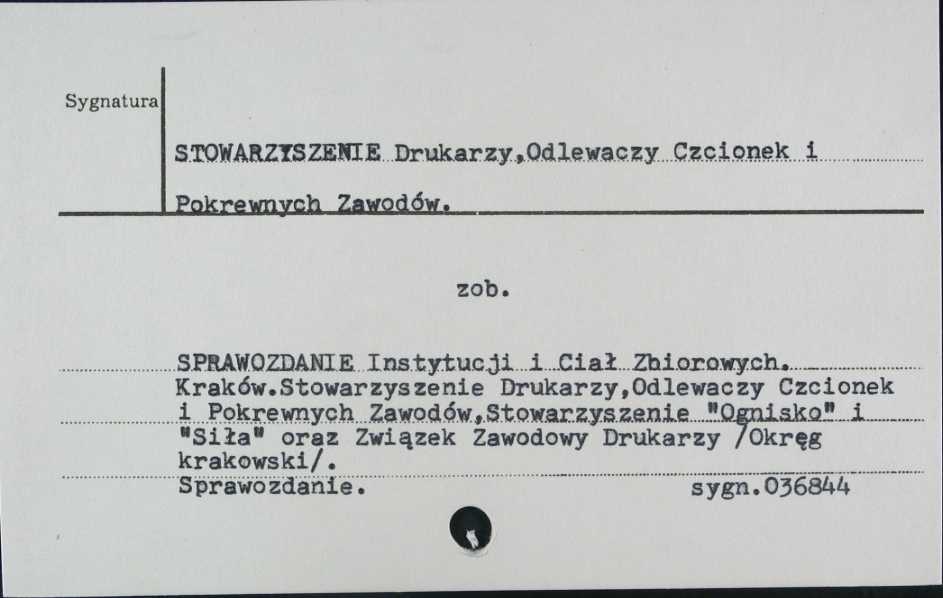 Sygnatura
STOWARZYSZENIE Drukarzy,Odlewaczy Czcionek i
Pokrewnych Zawodów.
zob.
SPRAWOZDANIE Instytucji i Ciał Zbiorowych.
Kraków.Stowarzyszenie Drukarzy,Odlewaczy Czcionek
i Pokrewnych Zawodów,Stowarzyszenie "Ognisko" i
"Siła" oraz Związek Zawodowy Drukarzy /Okręg
krakowski/.
Sprawozdanie. sygn.036844